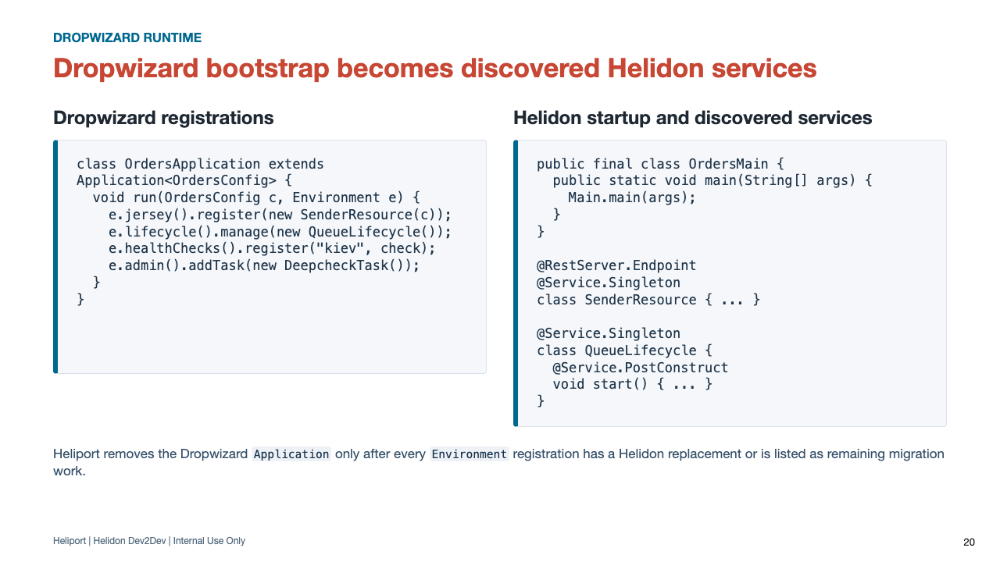 DROPWIZARD RUNTIME
Dropwizard bootstrap becomes discovered Helidon services
Dropwizard registrations
class OrdersApplication extends
Application<OrdersConfig> {
  void run(OrdersConfig c, Environment e) {
    e.jersey().register(new SenderResource(c));
    e.lifecycle().manage(new QueueLifecycle());
    e.healthChecks().register("kiev", check);
    e.admin().addTask(new DeepcheckTask());
  }
}
Helidon startup and discovered services
public final class OrdersMain {
  public static void main(String[] args) {
    Main.main(args);
  }
}
@RestServer.Endpoint
@Service.Singleton
class SenderResource { ... }
@Service.Singleton
class QueueLifecycle {
  @Service.PostConstruct
  void start() { ... }
}
Heliport removes the Dropwizard Application only after every Environment registration has a Helidon replacement or is listed as remaining migration
work.
Heliport | Helidon Dev2Dev | Internal Use Only
20